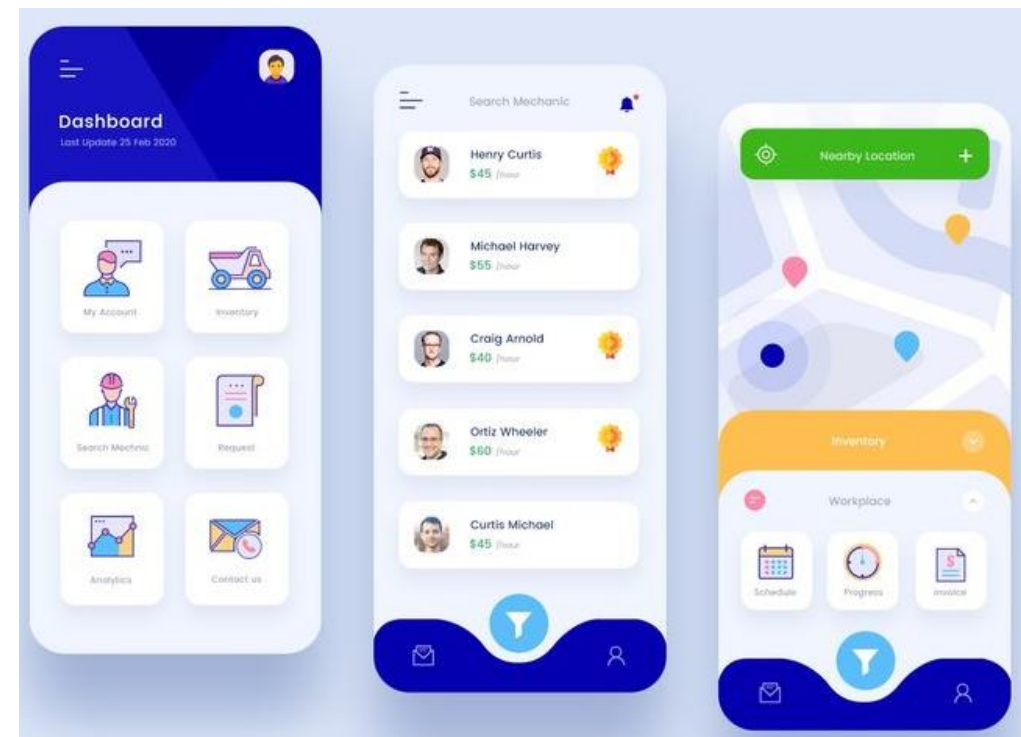 Dashboard
Last Update 25 Feb 2020
My Account
Inventory
Search Mechnic
Request
Analytics
Contact us
Search Mechanic
Henry Curtis
$45 /hour
Michael Harvey
$55 /hour
Craig Arnold
$40 /hour
Ortiz Wheeler
$60 /hour
Curtis Michael
$45 /hour
Nearby Location
Inventory
Workplace
Schedule
Progress
Invoice